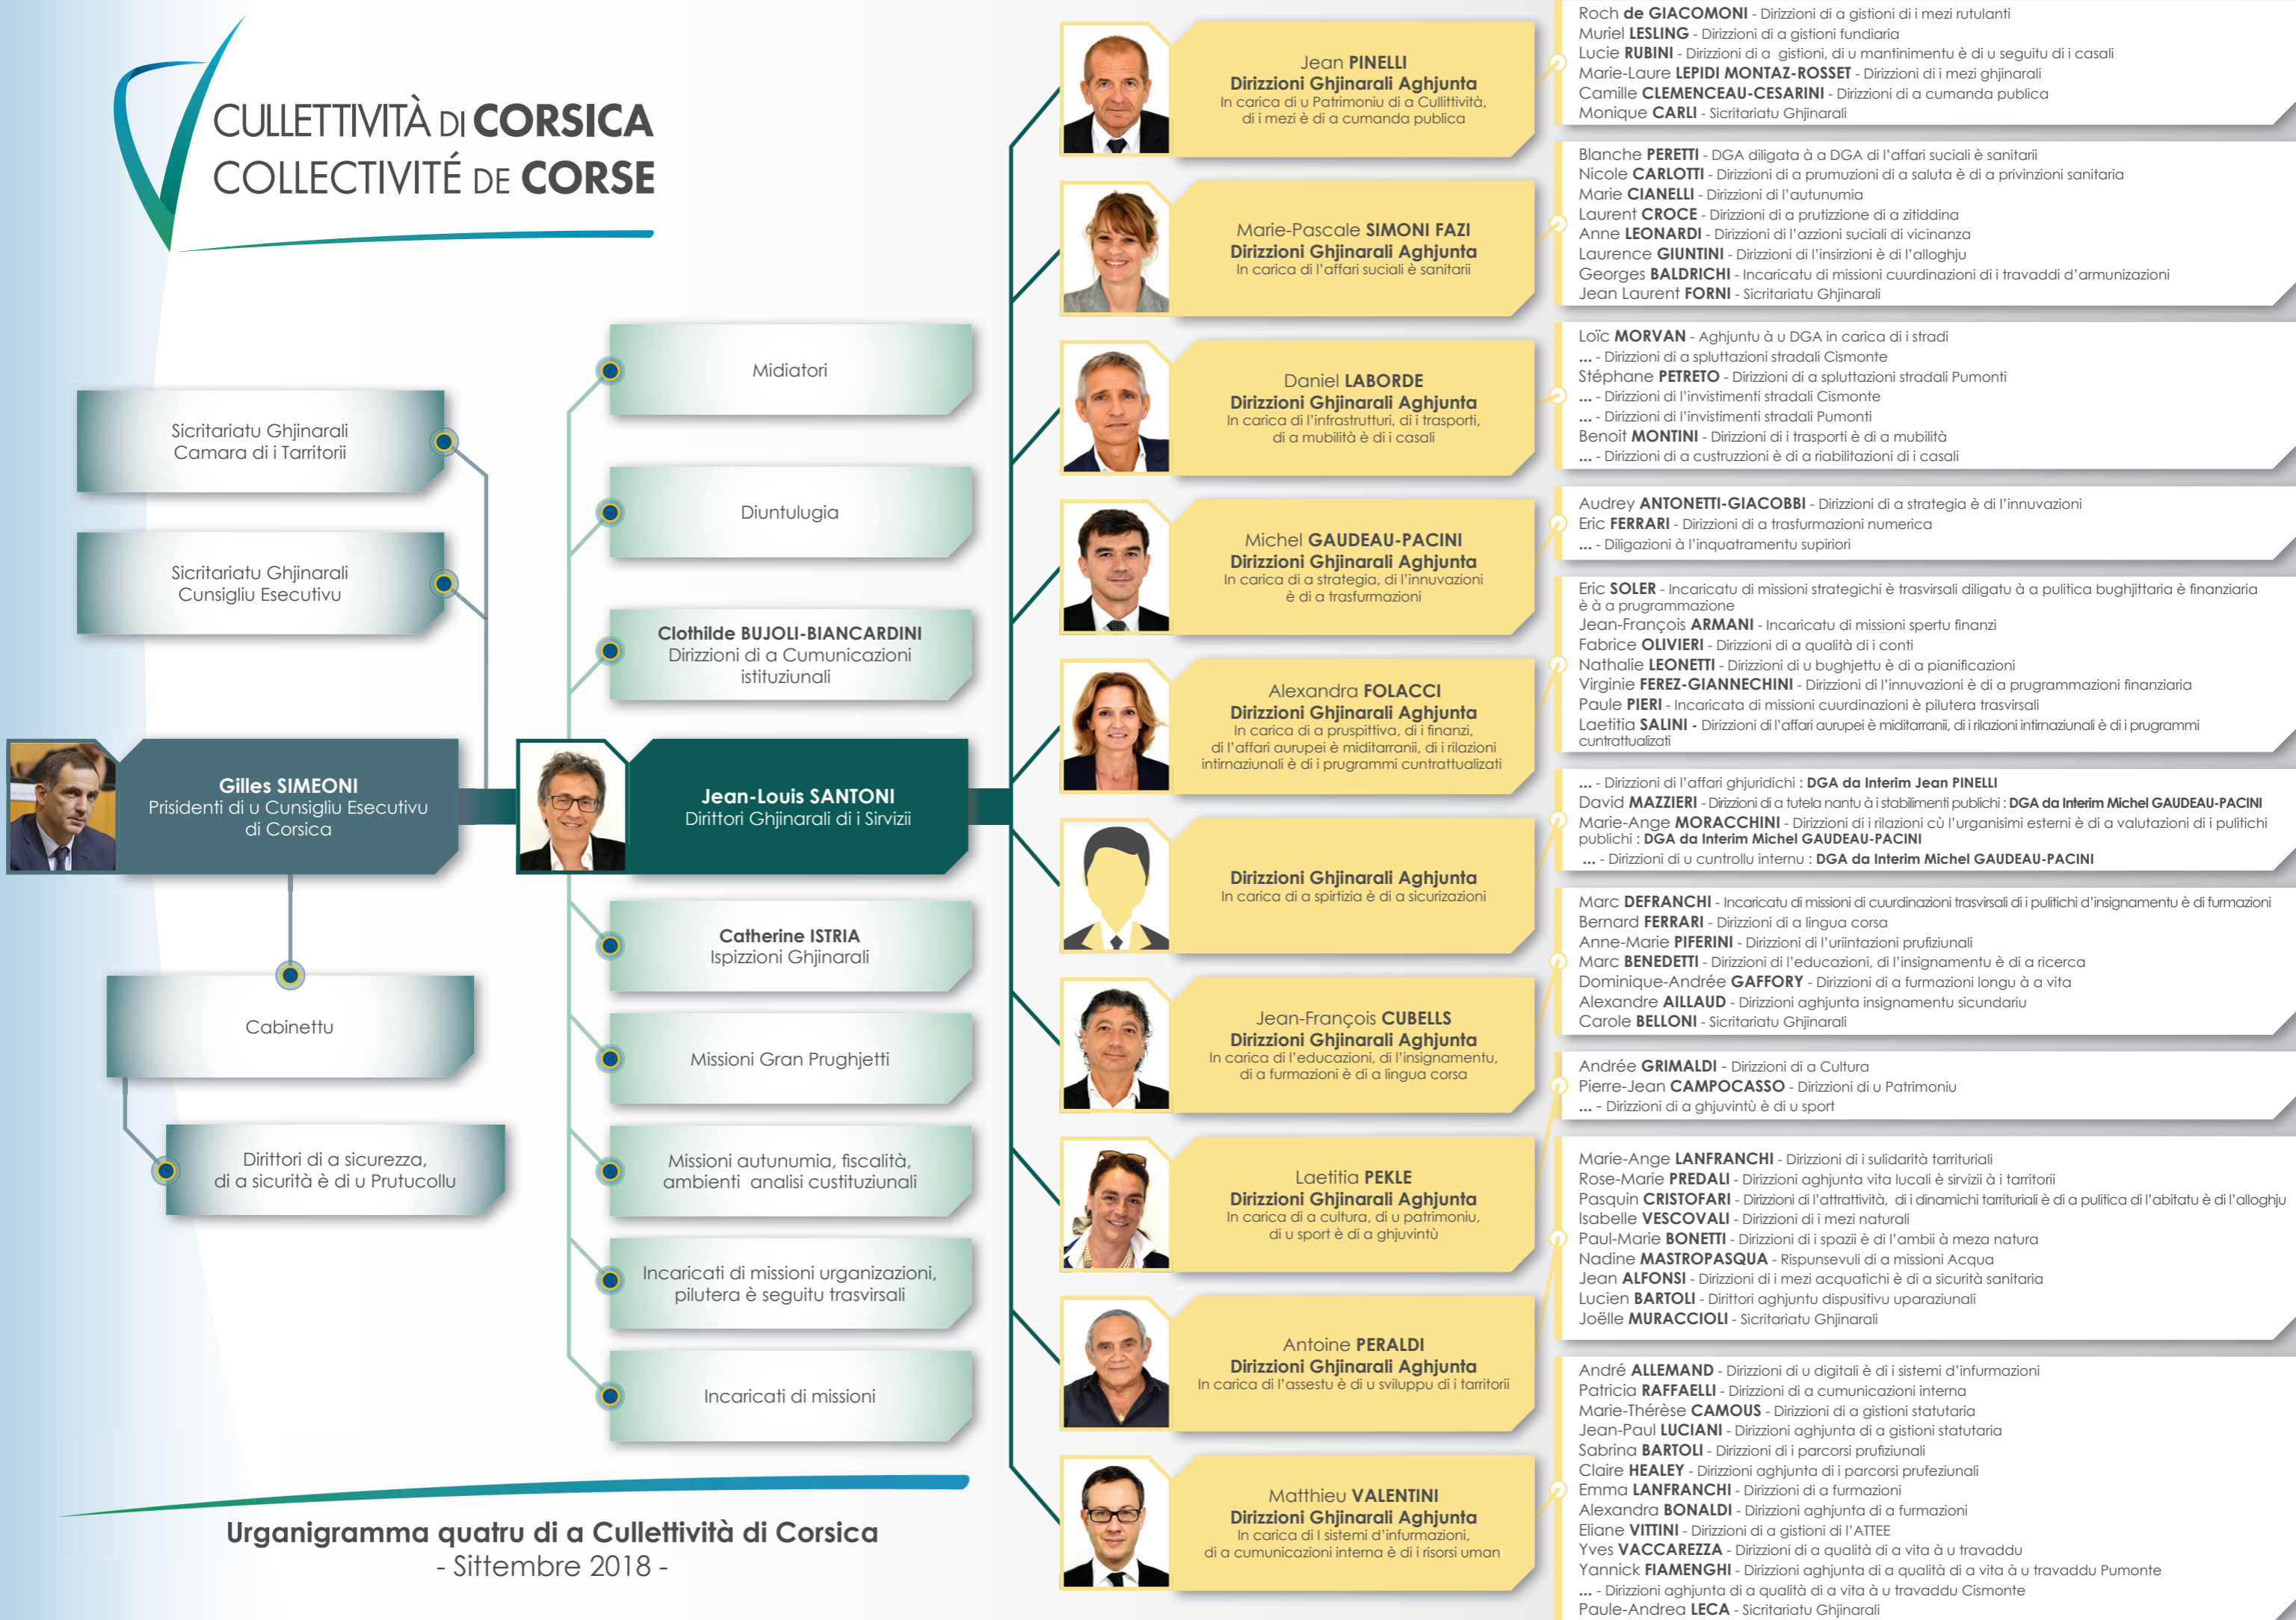 CULLETTIVITÀ DI CORSICA
COLLECTIVITÉ DE CORSE
Sicritariatu Ghjinarali
Camara di i Tarritorii
Sicritariatu Ghjinarali
Cunsigliu Esecutivu
Gilles SIMEONI
Prisidenti di u Cunsigliu Esecutivu
di Corsica
Cabinettu
Dirittori di a sicurezza,
di a sicurità è di u Prutucollu
Midiatori
Diuntulugia
Clothilde BUJOLI-BIANCARDINI
Dirizzioni di a Cumunicazioni
istituziunali
Jean-Louis SANTONI
Dirittori Ghjinarali di i Sirvizii
Catherine ISTRIA
Ispizzioni Ghjinarali
Missioni Gran Prughjetti
Missioni autunumia, fiscalità,
ambienti analisi custituziunali
Incaricati di missioni urganizazioni,
pilutera è seguitu trasvirsali
Incaricati di missioni
Urganigramma quatru di a Cullettività di Corsica
- Sittembre 2018 -
Jean PINELLI
Dirizzioni Ghjinarali Aghjunta
In carica di u Patrimoniu di a Cullittività,
di i mezi è di a cumanda publica
Marie-Pascale SIMONI FAZI
Dirizzioni Ghjinarali Aghjunta
In carica di l'affari suciali è sanitarii
Daniel LABORDE
Dirizzioni Ghjinarali Aghjunta
In carica di l'infrastrutturi, di i trasporti,
di a mubilità è di i casali
Michel GAUDEAU-PACINI
Dirizzioni Ghjinarali Aghjunta
In carica di a strategia, di l'innuvazioni
è di a trasfurmazioni
Alexandra FOLACCI
Dirizzioni Ghjinarali Aghjunta
In carica di a pruspittiva, di i finanzi,
di l'affari aurupei è miditarranii, di i rilazioni
intirnaziunali è di i prugrammi cuntrattualizati
Dirizzioni Ghjinarali Aghjunta
In carica di a spirtizia è di a sicurizazioni
Jean-François CUBELLS
Dirizzioni Ghjinarali Aghjunta
In carica di l'educazioni, di l'insignamentu,
di a furmazioni è di a lingua corsa
Laetitia PEKLE
Dirizzioni Ghjinarali Aghjunta
In carica di a cultura, di u patrimoniu,
di u sport è di a ghjuvintù
Antoine PERALDI
Dirizzioni Ghjinarali Aghjunta
In carica di l'assestu è di u sviluppu di i tarritorii
Matthieu VALENTINI
Dirizzioni Ghjinarali Aghjunta
In carica di I sistemi d'infurmazioni,
di a cumunicazioni interna è di i risorsi uman
Roch de GIACOMONI - Dirizzioni di a gistioni di i mezi rutulanti
Muriel LESLING - Dirizzioni di a gistioni fundiaria
Lucie RUBINI - Dirizzioni di a gistioni, di u mantinimentu è di u seguitu di i casali
Marie-Laure LEPIDI MONTAZ-ROSSET - Dirizzioni di i mezi ghjinarali
Camille CLEMENCEAU-CESARINI - Dirizzioni di a cumanda publica
Monique CARLI - Sicritariatu Ghjinarali
Blanche PERETTI - DGA diligata à a DGA di l'affari suciali è sanitarii
Nicole CARLOTTI - Dirizzioni di a prumuzioni di a saluta è di a privinzioni sanitaria
Marie CIANELLI - Dirizzioni di l'autunumia
Laurent CROCE - Dirizzioni di a prutizzione di a zitiddina
Anne LEONARDI - Dirizzioni di l'azzioni suciali di vicinanza
Laurence GIUNTINI - Dirizzioni di l'insirzioni è di l'alloghju
Georges BALDRICHI - Incaricatu di missioni cuurdinazioni di i travaddi d'armunizazioni
Jean Laurent FORNI - Sicritariatu Ghjinarali
Loïc MORVAN - Aghjuntu à u DGA in carica di i stradi
... - Dirizzioni di a spluttazioni stradali Cismonte
Stéphane PETRETO - Dirizzioni di a spluttazioni stradali Pumonti
... - Dirizzioni di l'invistimenti stradali Cismonte
... - Dirizzioni di l'invistimenti stradali Pumonti
Benoit MONTINI - Dirizzioni di i trasporti è di a mubilità
... - Dirizzioni di a custruzzioni è di a riabilitazioni di i casali
Audrey ANTONETTI-GIACOBBI - Dirizzioni di a strategia è di l'innuvazioni
Eric FERRARI - Dirizzioni di a trasfurmazioni numerica
... - Diligazioni à l'inquatramentu supiriori
Eric SOLER - Incaricatu di missioni strategichi è trasvirsali diligatu à a pulitica bughjittaria è finanziaria
è à a prugrammazione
Jean-François ARMANI - Incaricatu di missioni spertu finanzi
Fabrice OLIVIERI - Dirizzioni di a qualità di i conti
Nathalie LEONETTI - Dirizzioni di u bughjettu è di a pianificazioni
Virginie FEREZ-GIANNECHINI - Dirizzioni di l'innuvazioni è di a prugrammazioni finanziaria
Paule PIERI - Incaricata di missioni cuurdinazioni è pilutera trasvirsali
Laetitia SALINI - Dirizzioni di l'affari aurupei è miditarranii, di i rilazioni intirnaziunali è di i prugrammi
cuntrattualizati
... - Dirizzioni di l'affari ghjuridichi : DGA da Interim Jean PINELLI
David MAZZIERI - Dirizzioni di a tutela nantu à i stabilimenti publichi : DGA da Interim Michel GAUDEAU-PACINI
Marie-Ange MORACCHINI - Dirizzioni di i rilazioni cù l'urganisimi esterni è di a valutazioni di i pulitichi
publichi : DGA da Interim Michel GAUDEAU-PACINI
... - Dirizzioni di u cuntrollu internu : DGA da Interim Michel GAUDEAU-PACINI
Marc DEFRANCHI - Incaricatu di missioni di cuurdinazioni trasvirsali di i pulitichi d'insignamentu è di furmazioni
Bernard FERRARI - Dirizzioni di a lingua corsa
Anne-Marie PIFERINI - Dirizzioni di l'uriintazioni prufiziunali
Marc BENEDETTI - Dirizzioni di l'educazioni, di l'insignamentu è di a ricerca
Dominique-Andrée GAFFORY - Dirizzioni di a furmazioni longu à a vita
Alexandre AILLAUD - Dirizzioni aghjunta insignamentu sicundariu
Carole BELLONI - Sicritariatu Ghjinarali
Andrée GRIMALDI - Dirizzioni di a Cultura
Pierre-Jean CAMPOCASSO - Dirizzioni di u Patrimoniu
... - Dirizzioni di a ghjuvintù è di u sport
Marie-Ange LANFRANCHI - Dirizzioni di i sulidarità tarrituriali
Rose-Marie PREDALI - Dirizzioni aghjunta vita lucali è sirvizii à i tarritorii
Pasquin CRISTOFARI - Dirizzioni di l'attrattività, di i dinamichi tarrituriali è di a pulitica di l'abitatu è di l'alloghju
Isabelle VESCOVALI - Dirizzioni di i mezi naturali
Paul-Marie BONETTI - Dirizzioni di i spazii è di l'ambii à meza natura
Nadine MASTROPASQUA - Rispunsevuli di a missioni Acqua
Jean ALFONSI - Dirizzioni di i mezi acquatichi è di a sicurità sanitaria
Lucien BARTOLI - Dirittori aghjuntu dispusitivu uparaziunali
Joëlle MURACCIOLI - Sicritariatu Ghjinarali
André ALLEMAND - Dirizzioni di u digitali è di i sistemi d'infurmazioni
Patricia RAFFAELLI - Dirizzioni di a cumunicazioni interna
Marie-Thérèse CAMOUS - Dirizzioni di a gistioni statutaria
Jean-Paul LUCIANI - Dirizzioni aghjunta di a gistioni statutaria
Sabrina BARTOLI - Dirizzioni di i parcorsi prufiziunali
Claire HEALEY - Dirizzioni aghjunta di i parcorsi prufeziunali
Emma LANFRANCHI - Dirizzioni di a furmazioni
Alexandra BONALDI - Dirizzioni aghjunta di a furmazioni
Eliane VITTINI - Dirizzioni di a gistioni di l'ATTEE
Yves VACCAREZZA - Dirizzioni di a qualità di a vita à u travaddu
Yannick FIAMENGHI - Dirizzioni aghjunta di a qualità di a vita à u travaddu Pumonte
... - Dirizzioni aghjunta di a qualità di a vita à u travaddu Cismonte
Paule-Andrea LECA - Sicritariatu Ghjinarali